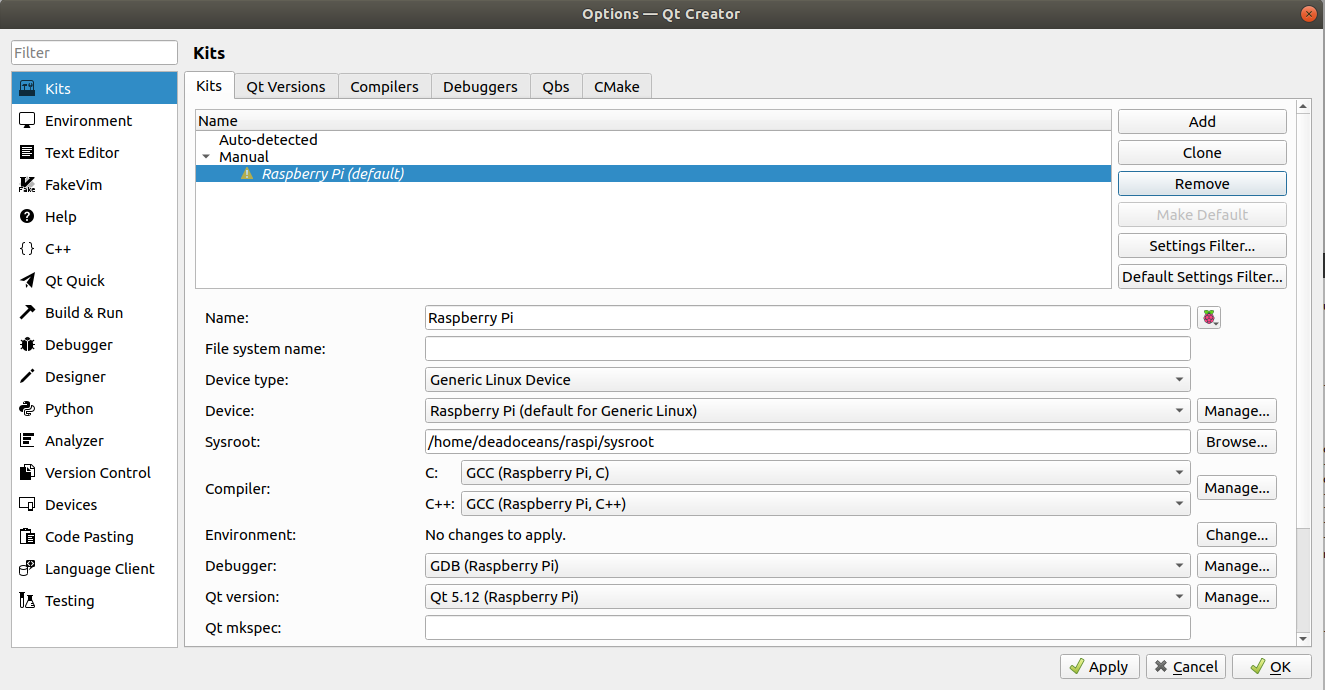 Options — Qt Creator
Filter
Kits
Environment
Text Editor
FakeVim
Help
C++
Qt Quick
Build & Run
Debugger
Designer
Python
Analyzer
Version Control
Devices
Code Pasting
Language Client
Testing
Kits
Kits Qt Versions Compilers Debuggers Qbs CMake
Name
Auto-detected
Manual
Raspberry Pi (default)
Add
Clone
Remove
Make Default
Settings Filter...
Default Settings Filter...
Name: Raspberry Pi
File system name:
Device type: Generic Linux Device
Device: Raspberry Pi (default for Generic Linux) Manage...
Sysroot: /home/deadoceans/raspi/sysroot Browse...
Compiler: C: GCC (Raspberry Pi, C)
C++: GCC (Raspberry Pi, C++) Manage...
Environment: No changes to apply. Change...
Debugger: GDB (Raspberry Pi) Manage...
Qt version: Qt 5.12 (Raspberry Pi) Manage...
Qt mkspec:
Apply Cancel OK